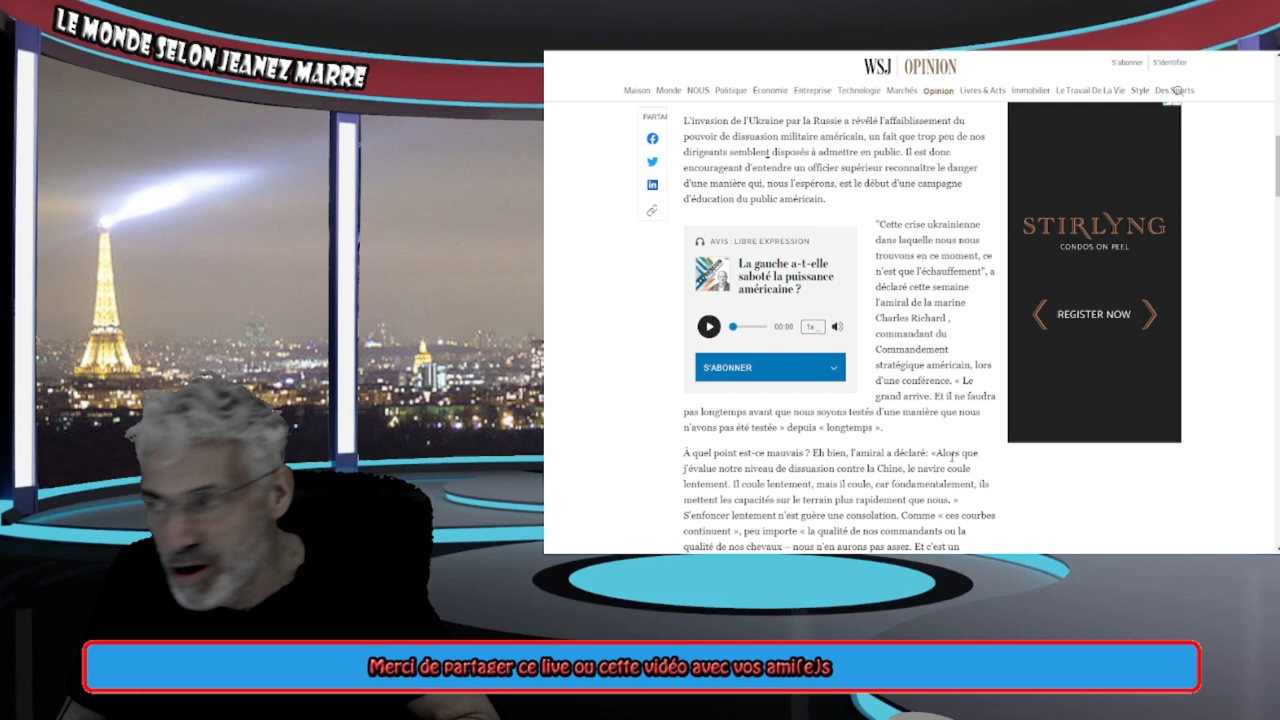 LE MONDE SELON JEANEZ MARRE
WSJ | OPINION
S'abonner | S'identifier
Maison Monde NOUS Politique Économie Entreprise Technologie Marchés Opinion Livres & Arts Immobilier Le Travail De La Vie Style Des Sports
PARTA
L'invasion de l'Ukraine par la Russie a révélé l'affaiblissement du
pouvoir de dissuasion militaire américain, un fait que trop peu de nos
dirigeants semblent disposés à admettre en public. Il est donc
encourageant d'entendre un officier supérieur reconnaître le danger
d'une manière qui, nous l'espérons, est le début d'une campagne
d'éducation du public américain.
AVIS : LIBRE EXPRESSION
La gauche a-t-elle
saboté la puissance
américaine ?
00:00
1x
S'ABONNER
"Cette crise ukrainienne
dans laquelle nous nous
trouvons en ce moment, ce
n'est que l'échauffement", a
déclaré cette semaine
l'amiral de la marine
Charles Richard ,
commandant du
Commandement
stratégique américain, lors
d'une conférence. « Le
grand arrive. Et il ne faudra
pas longtemps avant que nous soyons testés d'une manière que nous
n'avons pas été testée » depuis « longtemps ».
À quel point est-ce mauvais ? Eh bien, l'amiral a déclaré: «Alors que
j'évalue notre niveau de dissuasion contre la Chine, le navire coule
lentement. Il coule lentement, mais il coule, car fondamentalement, ils
mettent les capacités sur le terrain plus rapidement que nous. »
S'enfoncer lentement n'est guère une consolation. Comme « ces courbes
continuent », peu importe « la qualité de nos commandants ou la
qualité de nos chevaux – nous n'en aurons pas assez. Et c'est un
STIRLYNG
CONDOS ON PEEL
REGISTER NOW
Merci de partager ce live ou cette vidéo avec vos ami(e)s